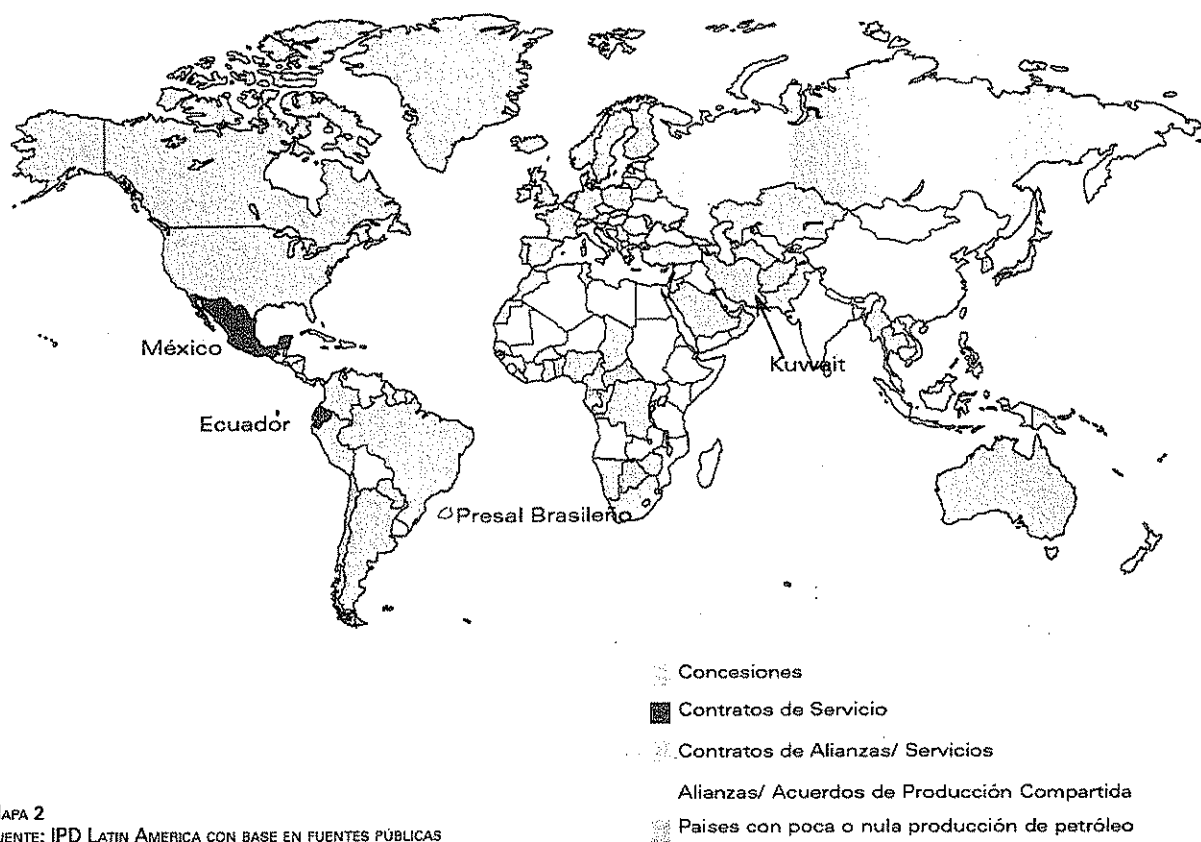 México
Kuwait
Ecuador
Presal Brasileño
Concesiones
Contratos de Servicio
Contratos de Alianzas/ Servicios
Alianzas/ Acuerdos de Producción Compartida
Paises con poca o nula producción de petróleo
APA 2
UENTE: IPD LATIN AMERICA CON BASE EN FUENTES PÚBLICAS